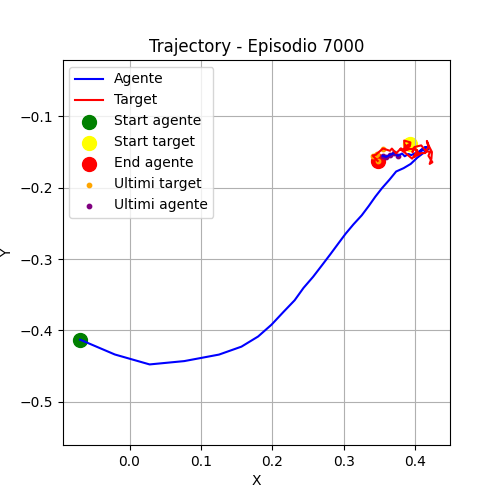 Trajectory - Episodio 7000
Agente
Target
Start agente
Start target
End agente
Ultimi target
Ultimi agente
−0.1
−0.2
−0.3
−0.4
−0.5
Y
0.0 0.1 0.2 0.3 0.4
X